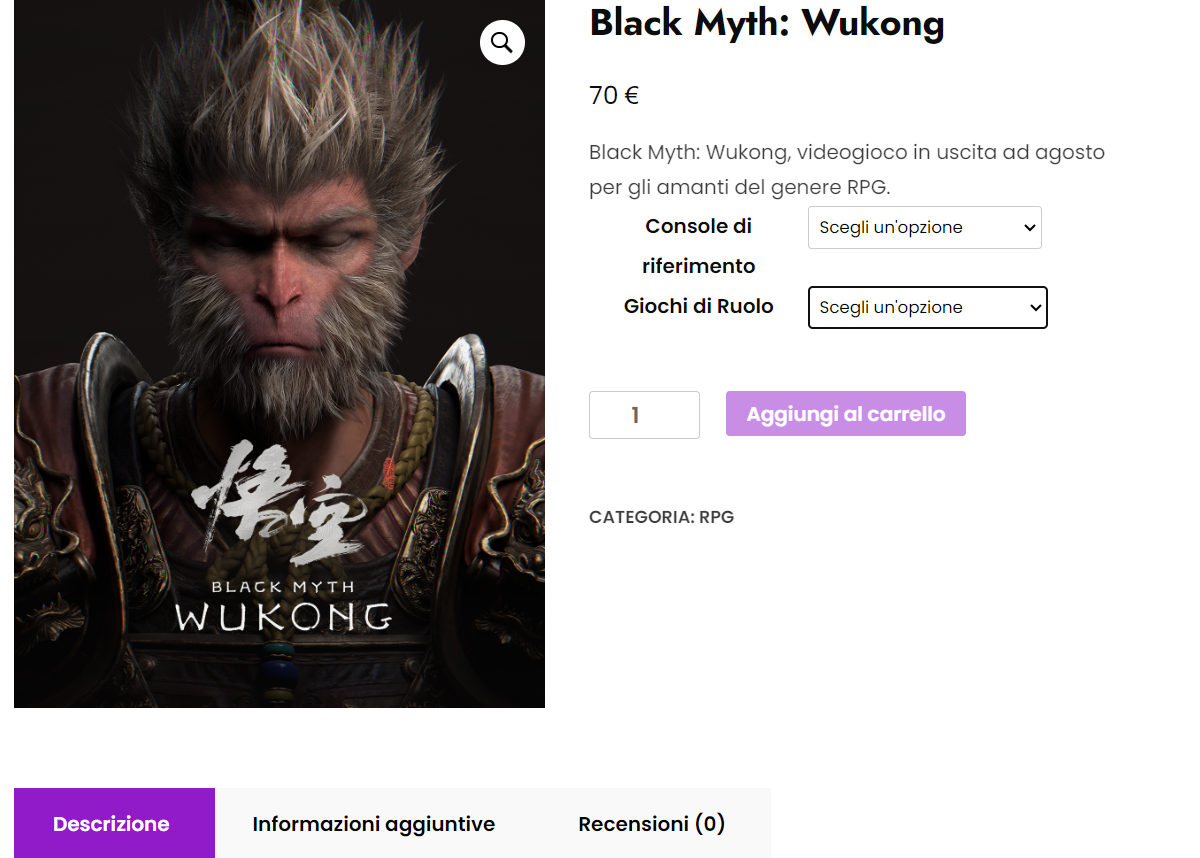 Black Myth: Wukong
70 €
Black Myth: Wukong, videogioco in uscita ad agosto
per gli amanti del genere RPG.
Console di
riferimento
Scegli un'opzione
Giochi di Ruolo
Scegli un'opzione
1
Aggiungi al carrello
CATEGORIA: RPG
悟空
BLACK MYTH
WUKONG
Descrizione
Informazioni aggiuntive
Recensioni (0)